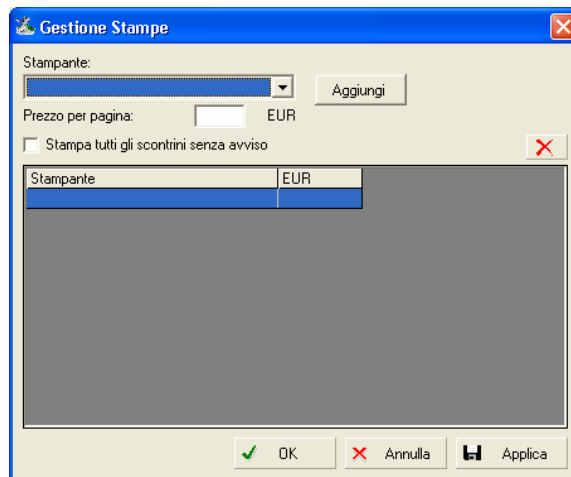 Gestione Stampe
Stampante:
Aggiungi
Prezzo per pagina: EUR
Stampa tutti gli scontrini senza avviso
Stampante EUR
OK Annulla Applica